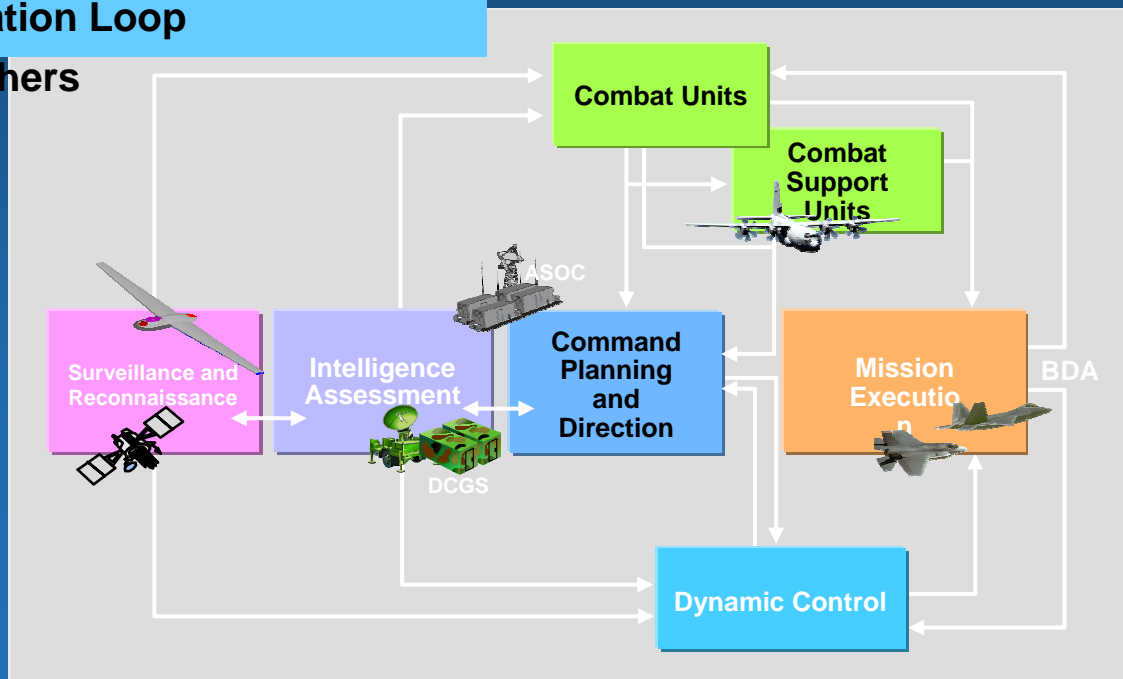 ation Loop
hers
Combat Units
Combat
Support
Units
ASOC
Surveillance and
Reconnaissance
Intelligence
Assessment
Command
Planning
and
Direction
Mission
Executio
n
BDA
DCGS
Dynamic Control